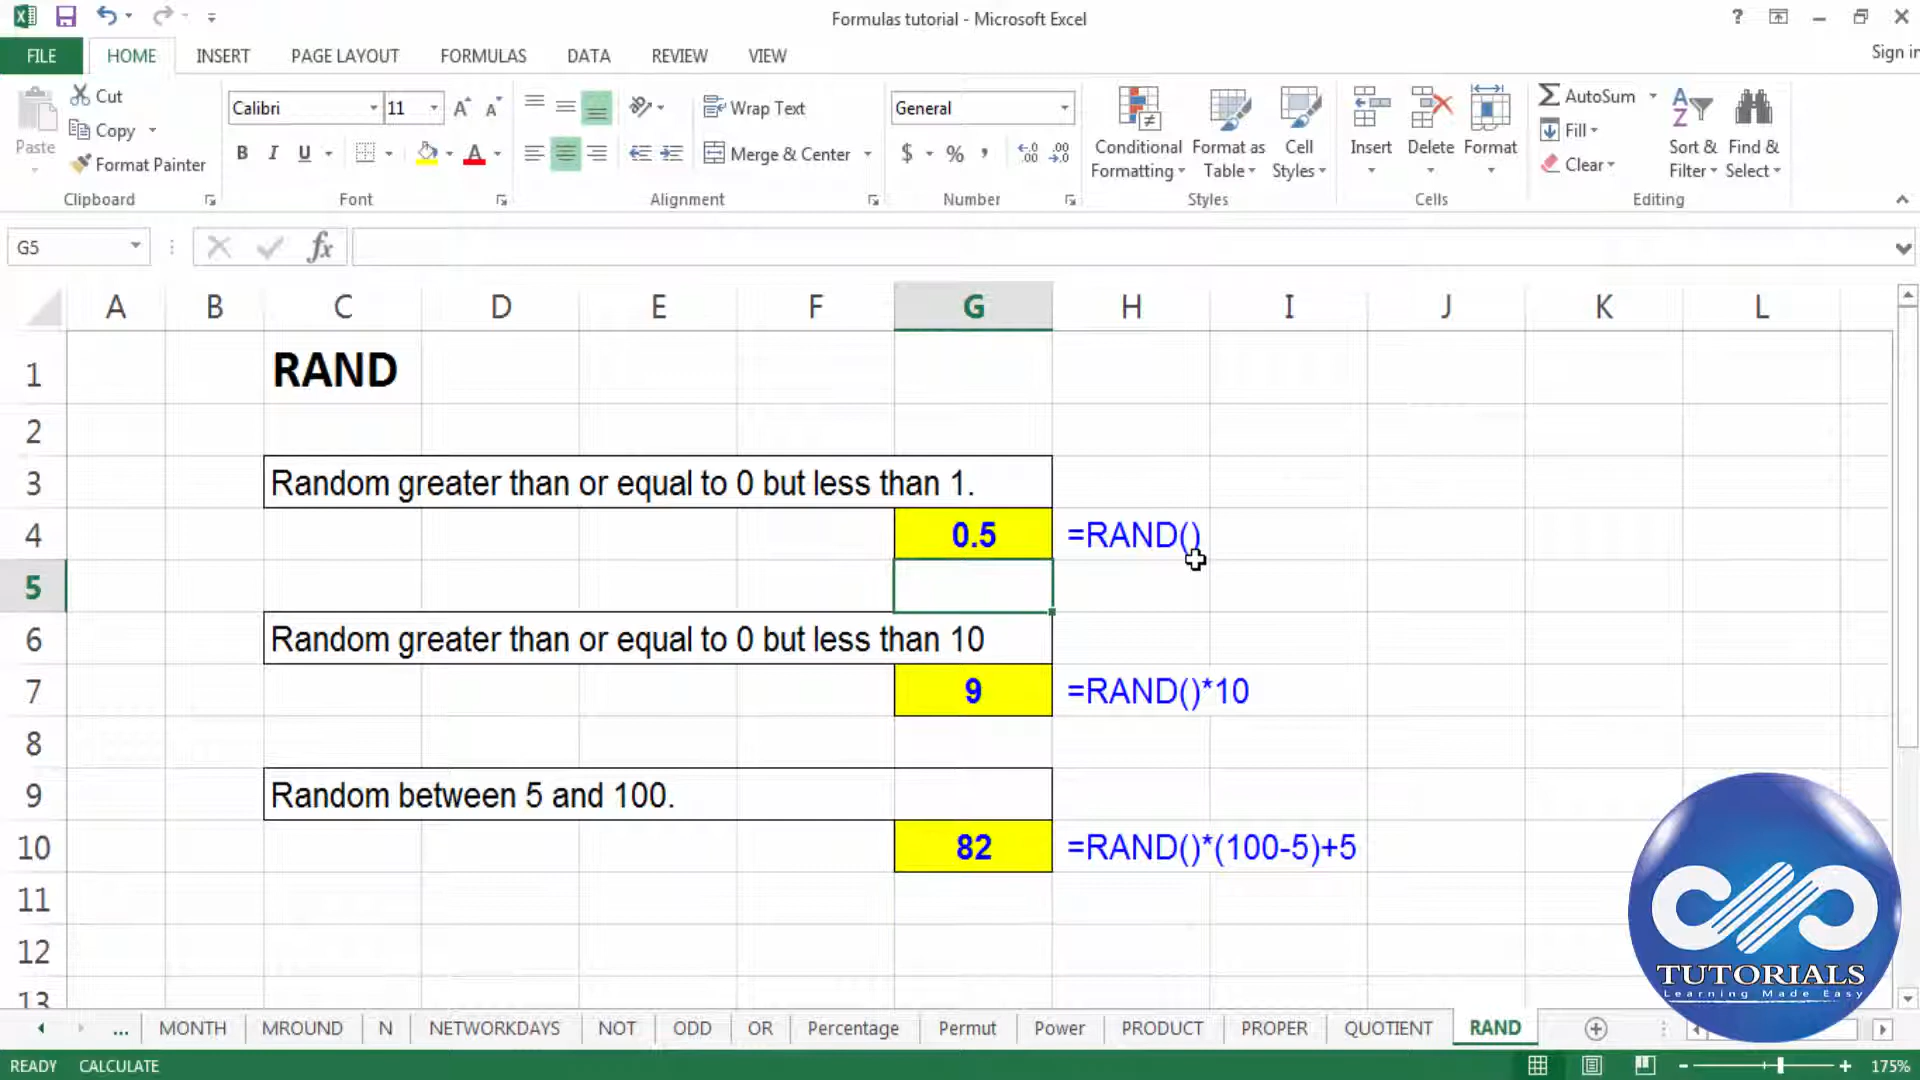 Formulas tutorial - Microsoft Excel
?
FILE HOME INSERT PAGE LAYOUT FORMULAS DATA REVIEW VIEW Sign in
Paste
Cut
Copy
Format Painter
Clipboard
Calibri 11
B I U
Font
Wrap Text
Merge & Center
Alignment
General
$ % ,
Number
Conditional Formatting
Format as Table
Cell Styles
Styles
Insert
Delete
Format
Cells
AutoSum
Fill
Clear
Sort & Filter
Find & Select
Editing
G5
fx
A B C D E F G H I J K L
1 RAND
2
3 Random greater than or equal to 0 but less than 1.
4 0.5 =RAND()
5
6 Random greater than or equal to 0 but less than 10
7 9 =RAND()*10
8
9 Random between 5 and 100.
10 82 =RAND()*(100-5)+5
11
12
13
TUTORIALS
Learning Made Easy
... MONTH MROUND N NETWORKDAYS NOT ODD OR Percentage Permut Power PRODUCT PROPER QUOTIENT RAND
READY CALCULATE 175%